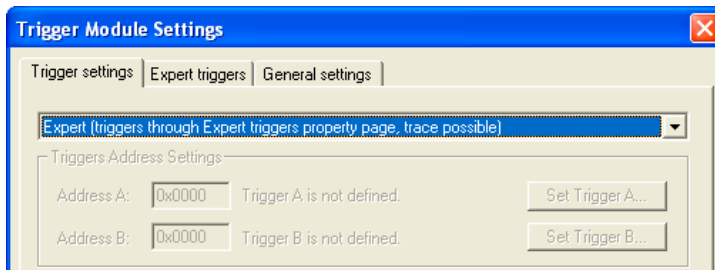 Trigger Module Settings
Trigger settings Expert triggers General settings
Expert (triggers through Expert triggers property page, trace possible)
Triggers Address Settings
Address A: 0x0000 Trigger A is not defined. Set Trigger A...
Address B: 0x0000 Trigger B is not defined. Set Trigger B...